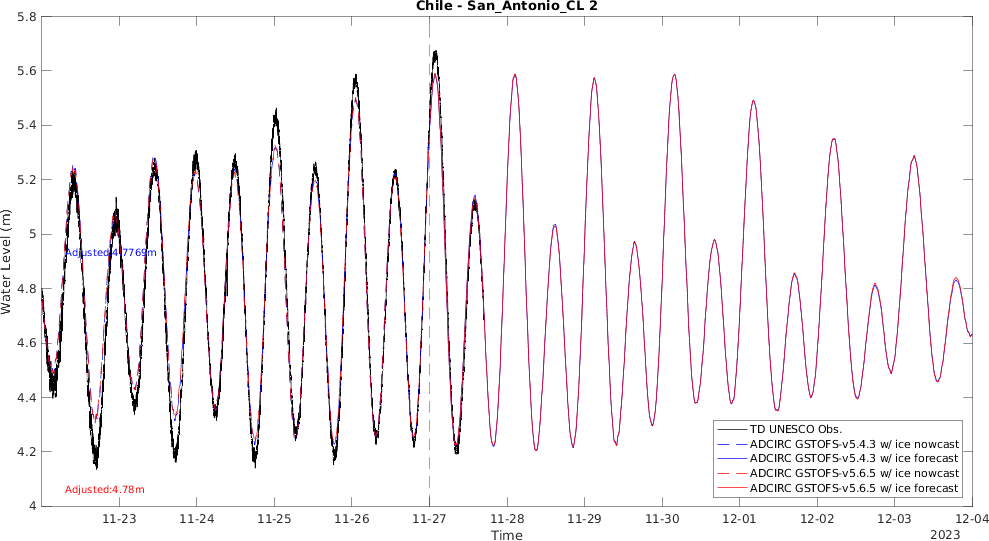 Chile - San_Antonio_CL 2
Water Level (m)
5.8
5.6
5.4
5.2
5
4.8
4.6
4.4
4.2
4
Adjusted:4.7769m
Adjusted:4.78m
TD UNESCO Obs.
ADCIRC GSTOFS-v5.4.3 w/ ice nowcast
ADCIRC GSTOFS-v5.4.3 w/ ice forecast
ADCIRC GSTOFS-v5.6.5 w/ ice nowcast
ADCIRC GSTOFS-v5.6.5 w/ ice forecast
11-23 11-24 11-25 11-26 11-27 11-28 11-29 11-30 12-01 12-02 12-03 12-04
Time
2023